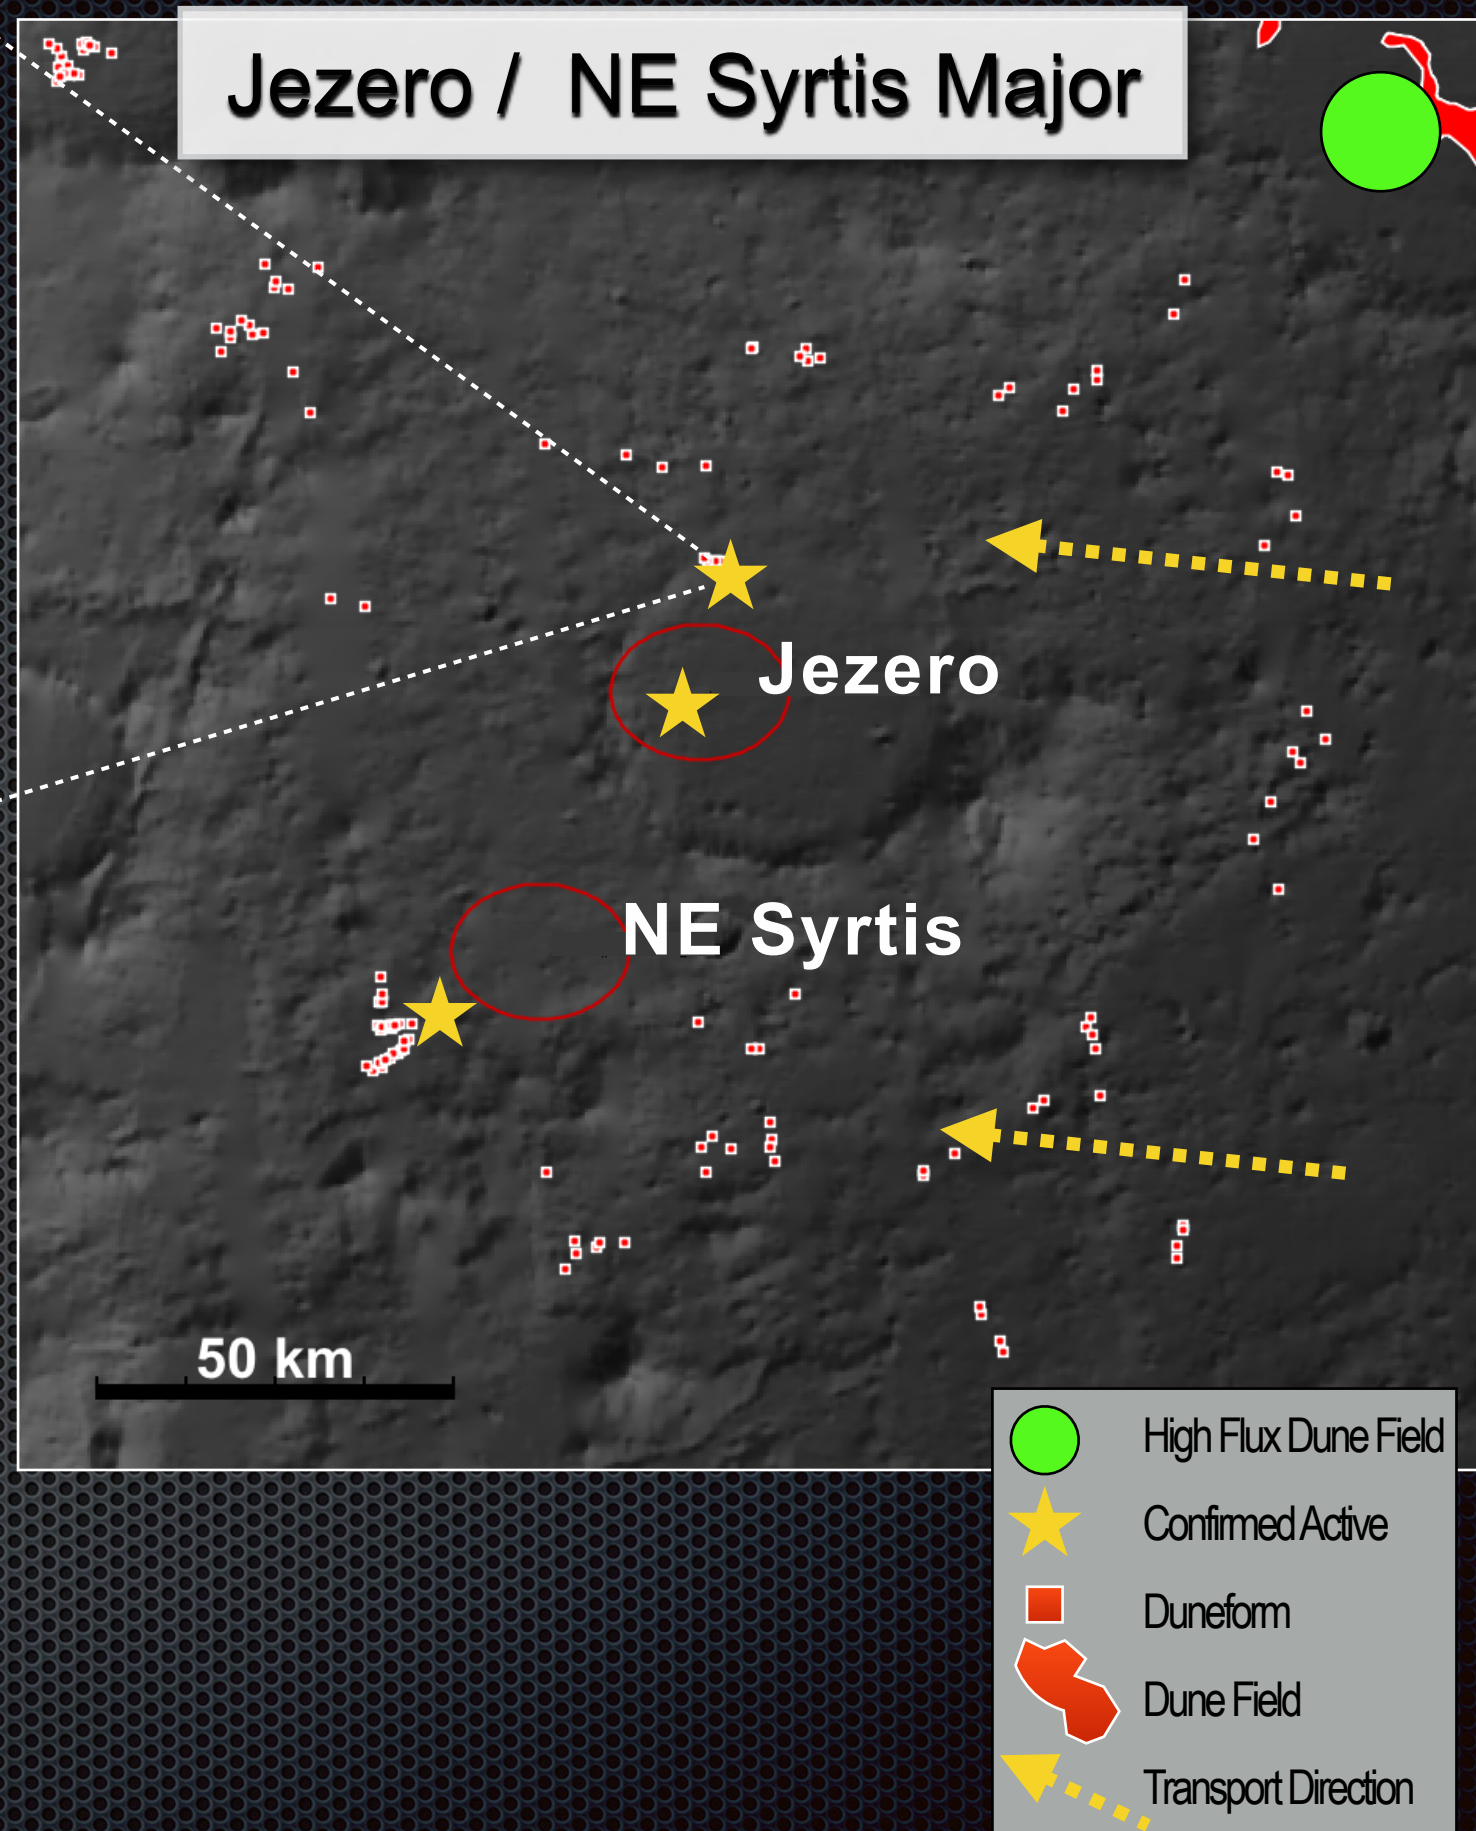 Jezero / NE Syrtis Major
Jezero
NE Syrtis
50 km
High Flux Dune Field
Confirmed Active
Duneform
Dune Field
Transport Direction